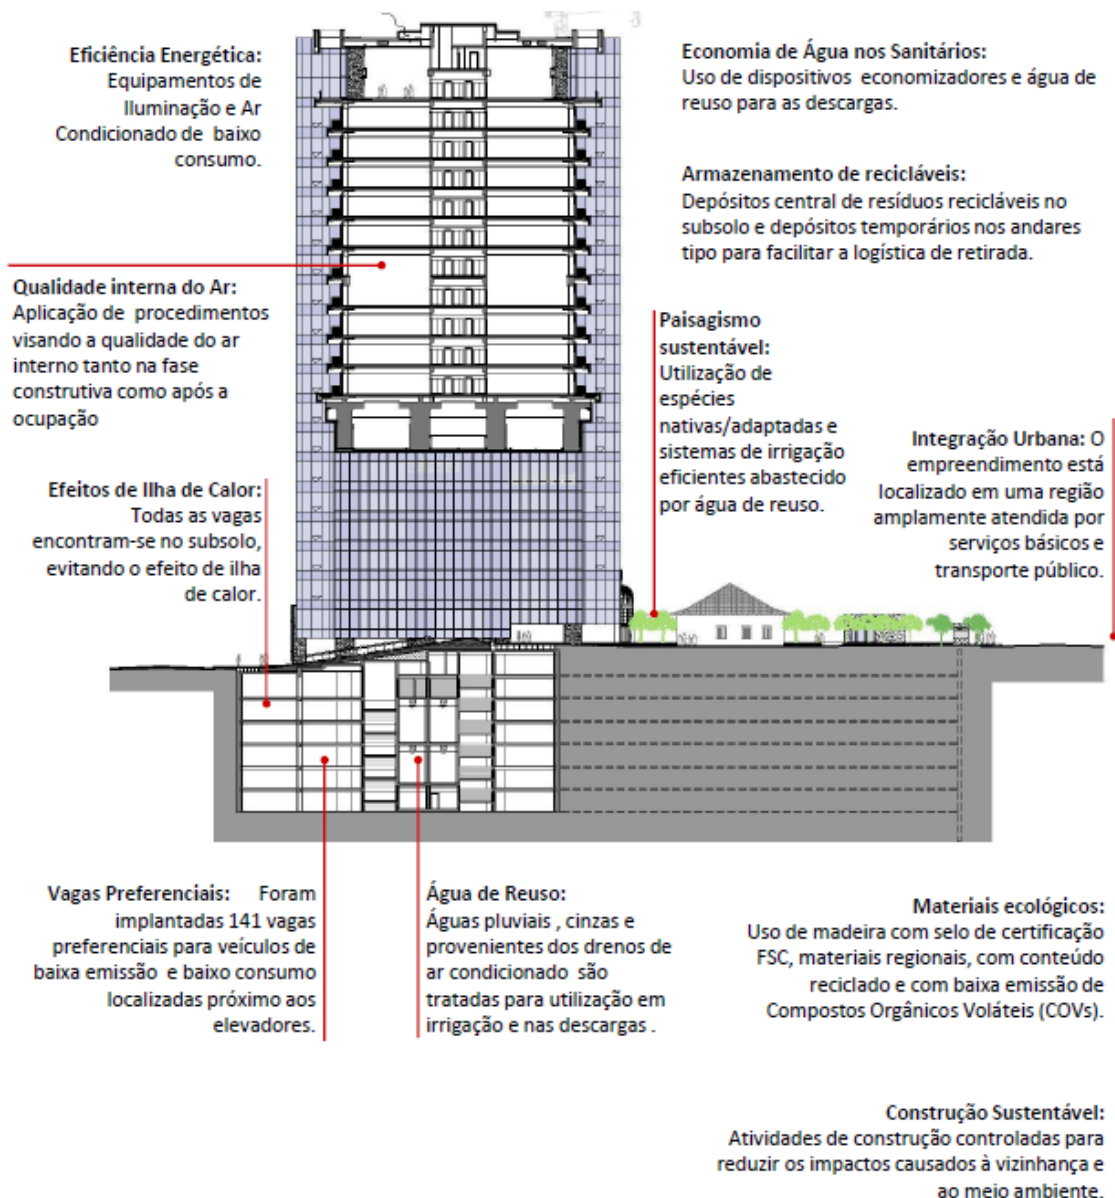 Eficiência Energética:
Equipamentos de
Iluminação e Ar
Condicionado de baixo
consumo.
Economia de Água nos Sanitários:
Uso de dispositivos economizadores e água de
reuso para as descargas.
Armazenamento de recicláveis:
Depósitos central de resíduos recicláveis no
subsolo e depósitos temporários nos andares
tipo para facilitar a logística de retirada.
Qualidade interna do Ar:
Aplicação de procedimentos
visando a qualidade do ar
interno tanto na fase
construtiva como após a
ocupação
Paisagismo
sustentável:
Utilização de
espécies
nativas/adaptadas e
sistemas de irrigação
eficientes abastecido
por água de reuso.
Integração Urbana: O
empreendimento está
localizado em uma região
amplamente atendida por
serviços básicos e
transporte público.
Efeitos de Ilha de Calor:
Todas as vagas
encontram-se no subsolo,
evitando o efeito de ilha
de calor.
Vagas Preferenciais: Foram
implantadas 141 vagas
preferenciais para veículos de
baixa emissão e baixo consumo
localizadas próximo aos
elevadores.
Água de Reuso:
Águas pluviais , cinzas e
provenientes dos drenos de
ar condicionado são
tratadas para utilização em
irrigação e nas descargas .
Materiais ecológicos:
Uso de madeira com selo de certificação
FSC, materiais regionais, com conteúdo
reciclado e com baixa emissão de
Compostos Orgânicos Voláteis (COVs).
Construção Sustentável:
Atividades de construção controladas para
reduzir os impactos causados à vizinhança e
ao meio ambiente.